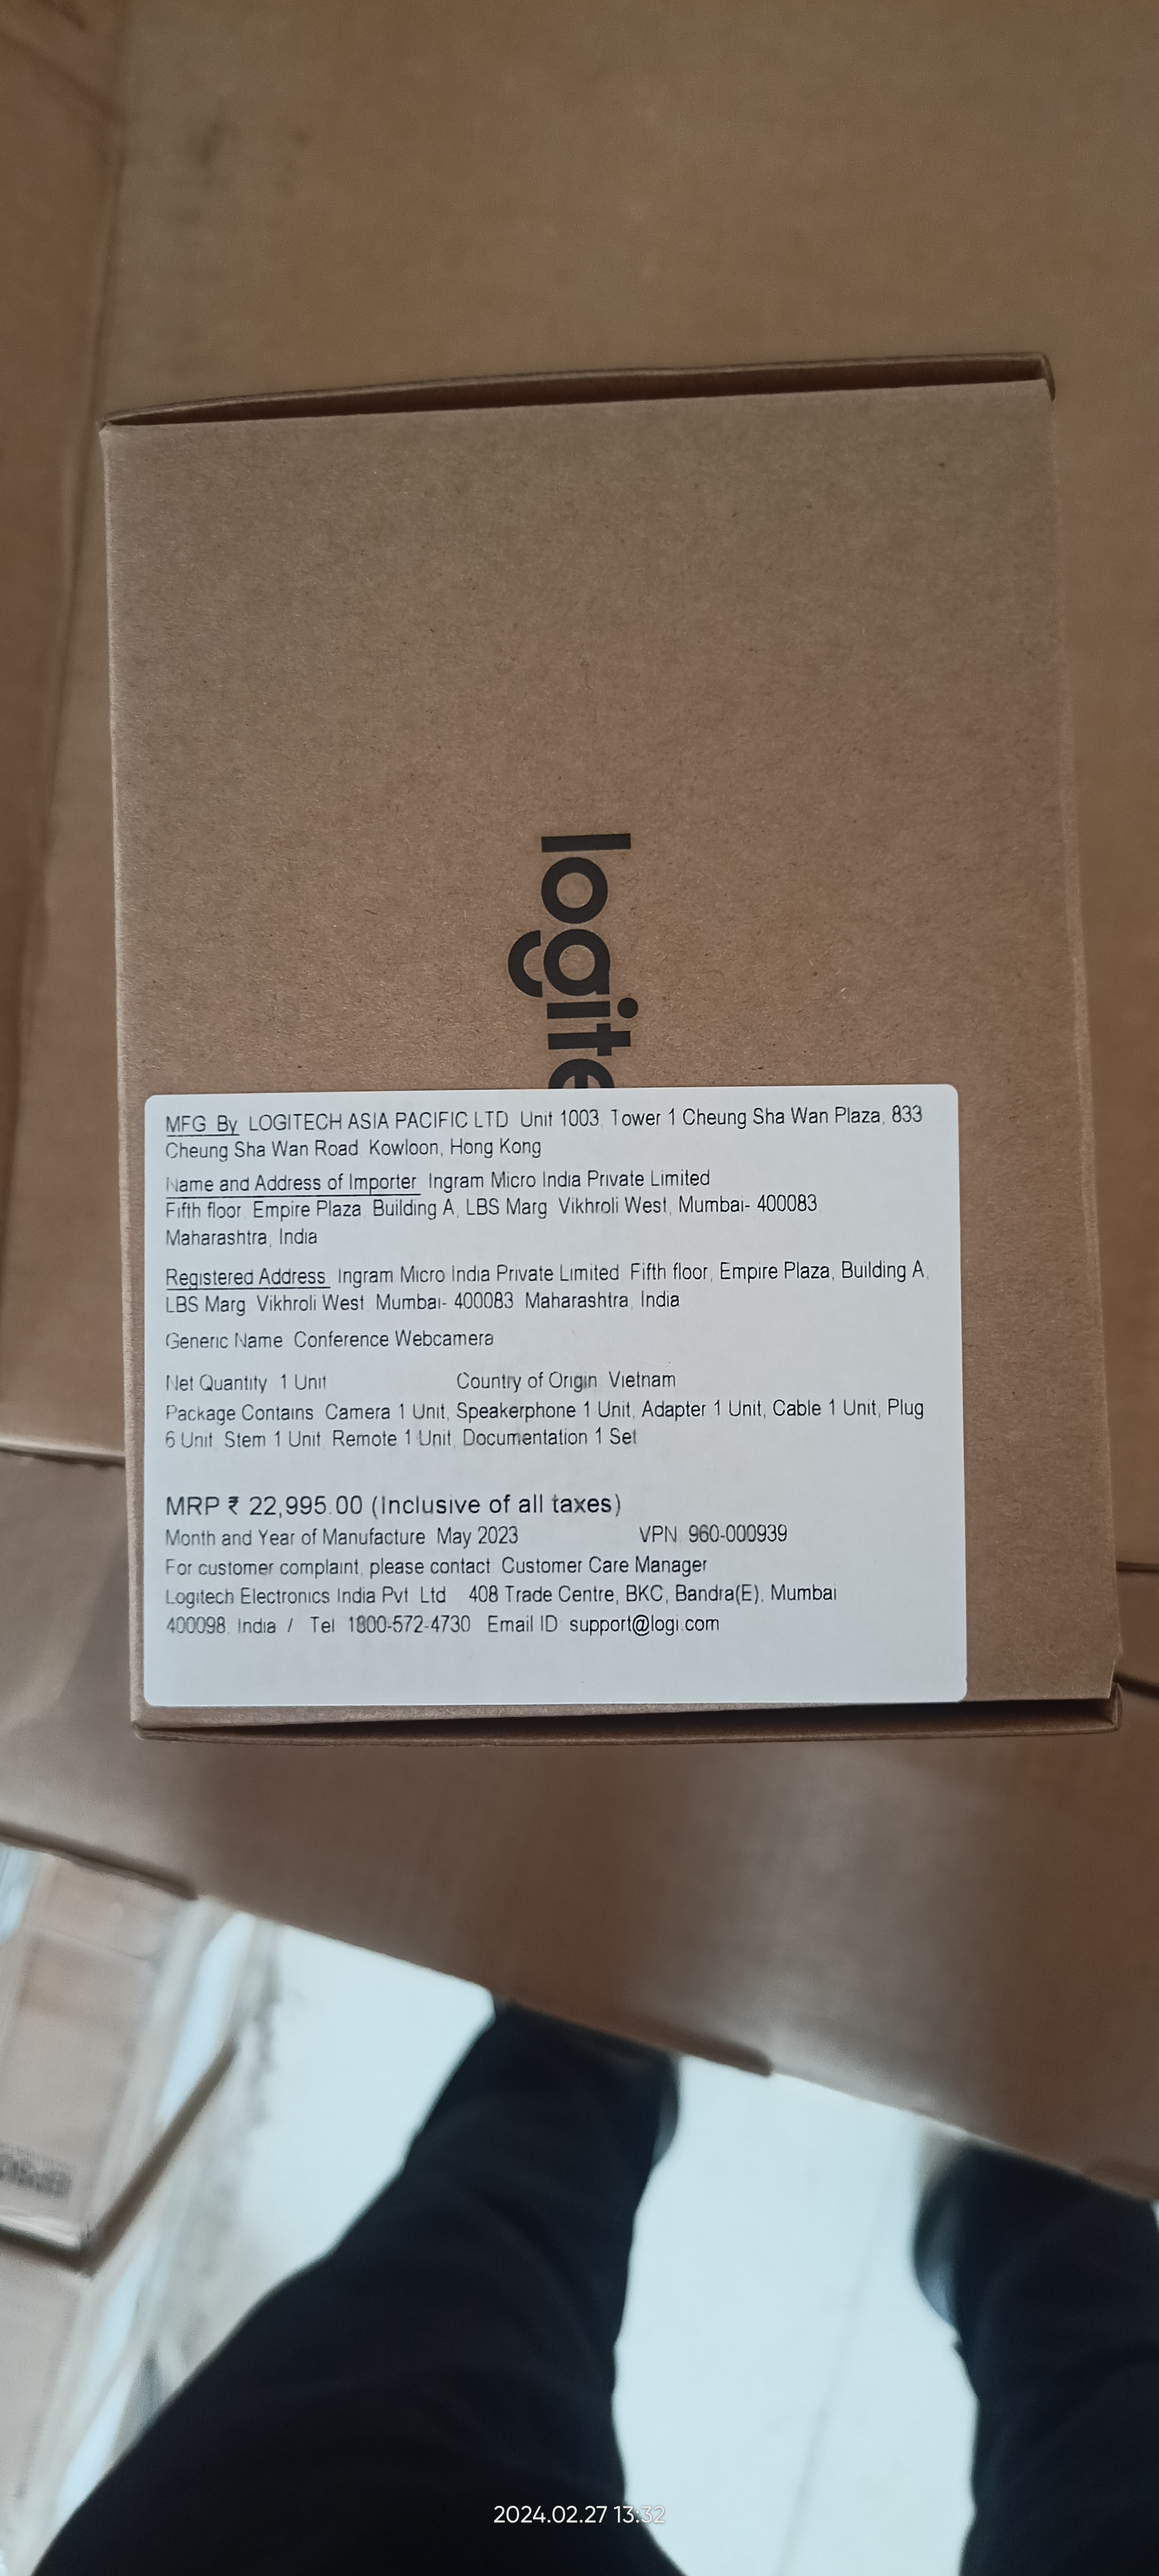 logite
MFG By LOGITECH ASIA PACIFIC LTD Unit 1003, Tower 1 Cheung Sha Wan Plaza, 833
Cheung Sha Wan Road Kowloon, Hong Kong
Name and Address of Importer Ingram Micro India Private Limited
Fifth floor, Empire Plaza, Building A, LBS Marg Vikhroli West, Mumbai- 400083
Maharashtra, India
Registered Address Ingram Micro India Private Limited Fifth floor, Empire Plaza, Building A,
LBS Marg Vikhroli West Mumbai- 400083 Maharashtra, India
Generic Name Conference Webcamera
Net Quantity 1 Unit Country of Origin Vietnam
Package Contains Camera 1 Unit, Speakerphone 1 Unit, Adapter 1 Unit, Cable 1 Unit, Plug
6 Unit Stem 1 Unit Remote 1 Unit, Documentation 1 Set
MRP ₹ 22,995.00 (Inclusive of all taxes)
Month and Year of Manufacture May 2023 VPN 960-000939
For customer complaint, please contact Customer Care Manager
Logitech Electronics India Pvt Ltd 408 Trade Centre, BKC, Bandra(E), Mumbai
400098, India / Tel 1800-572-4730 Email ID support@logi.com
2024.02.27 13:32